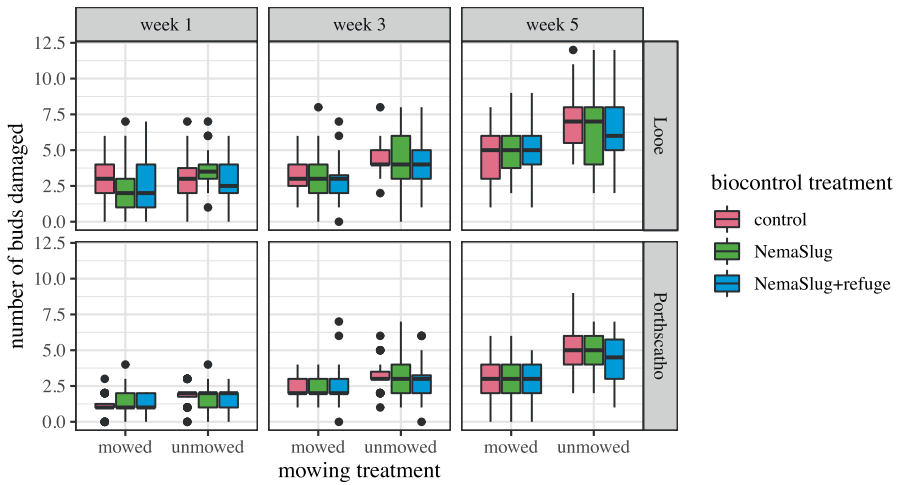 week 1
week 3
week 5
12.5
10.0
7.5
5.0
2.5
0.0
Looe
12.5
10.0
7.5
5.0
2.5
0.0
Porthscatho
number of buds damaged
mowed unmowed
mowed unmowed
mowed unmowed
mowing treatment
biocontrol treatment
control
NemaSlug
NemaSlug+refuge